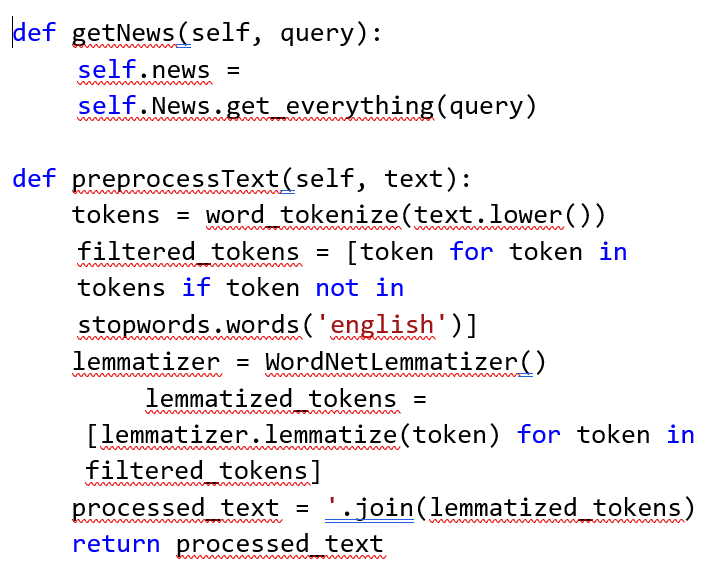 def getNews(self, query):
self.news =
self.News.get_everything(query)
def preprocessText(self, text):
tokens = word_tokenize(text.lower())
filtered_tokens = [token for token in
tokens if token not in
stopwords.words('english')]
lemmatizer = WordNetLemmatizer()
lemmatized_tokens =
[lemmatizer.lemmatize(token) for token in
filtered_tokens]
processed_text = '.join(lemmatized_tokens)
return processed_text